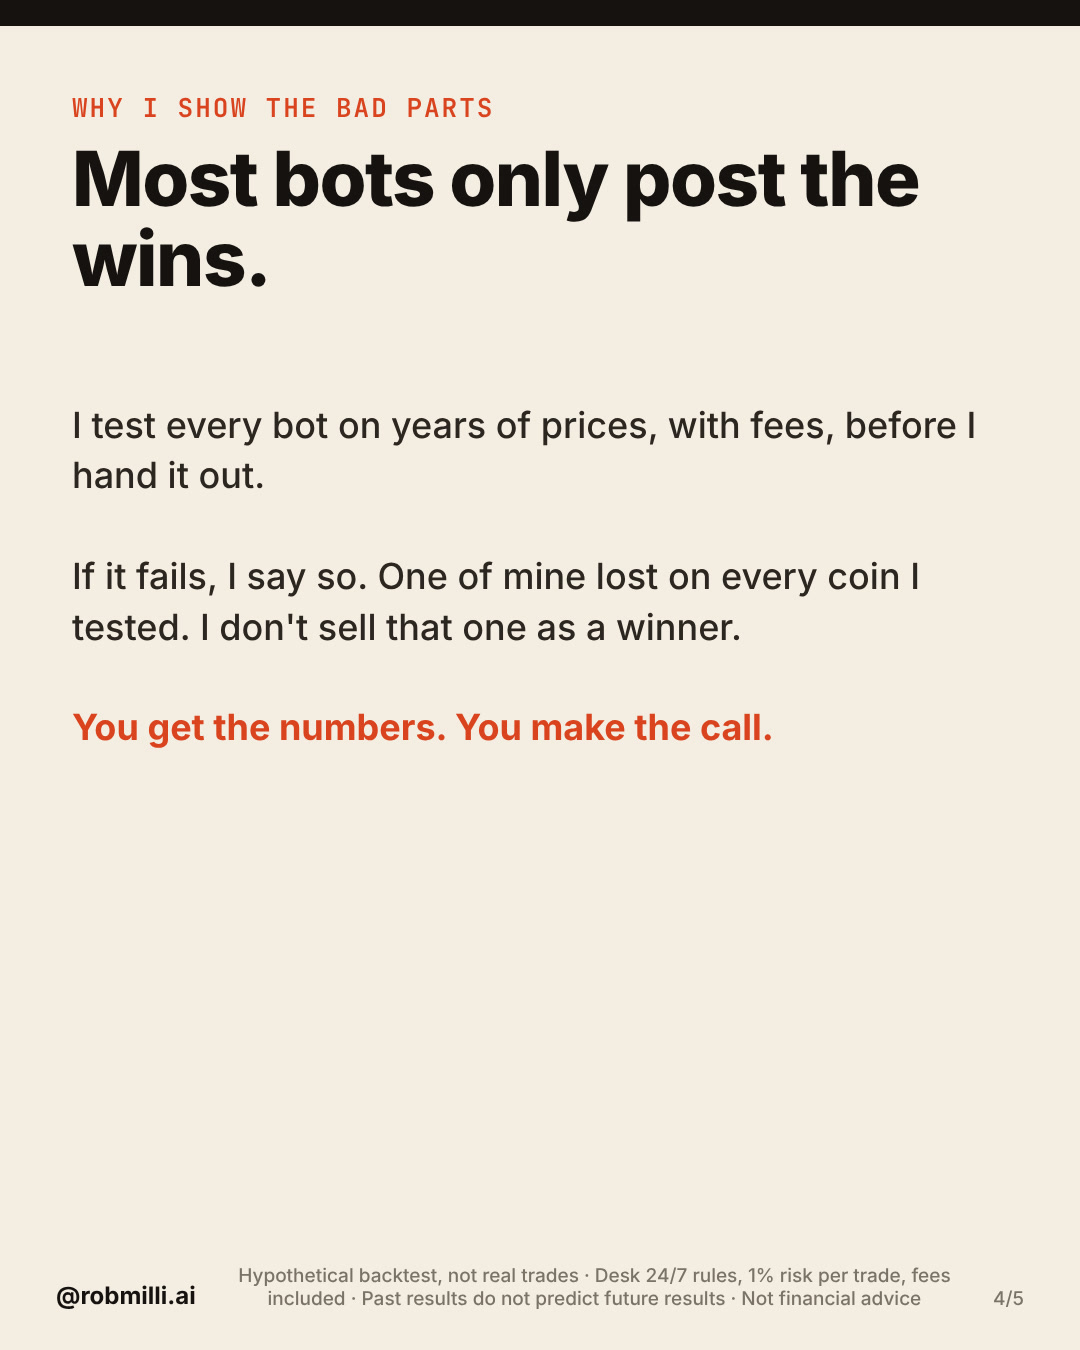 WHY I SHOW THE BAD PARTS
Most bots only post the
wins.
I test every bot on years of prices, with fees, before I
hand it out.
If it fails, I say so. One of mine lost on every coin I
tested. I don't sell that one as a winner.
You get the numbers. You make the call.
@robmilli.ai
Hypothetical backtest, not real trades · Desk 24/7 rules, 1% risk per trade, fees
included · Past results do not predict future results · Not financial advice
4/5